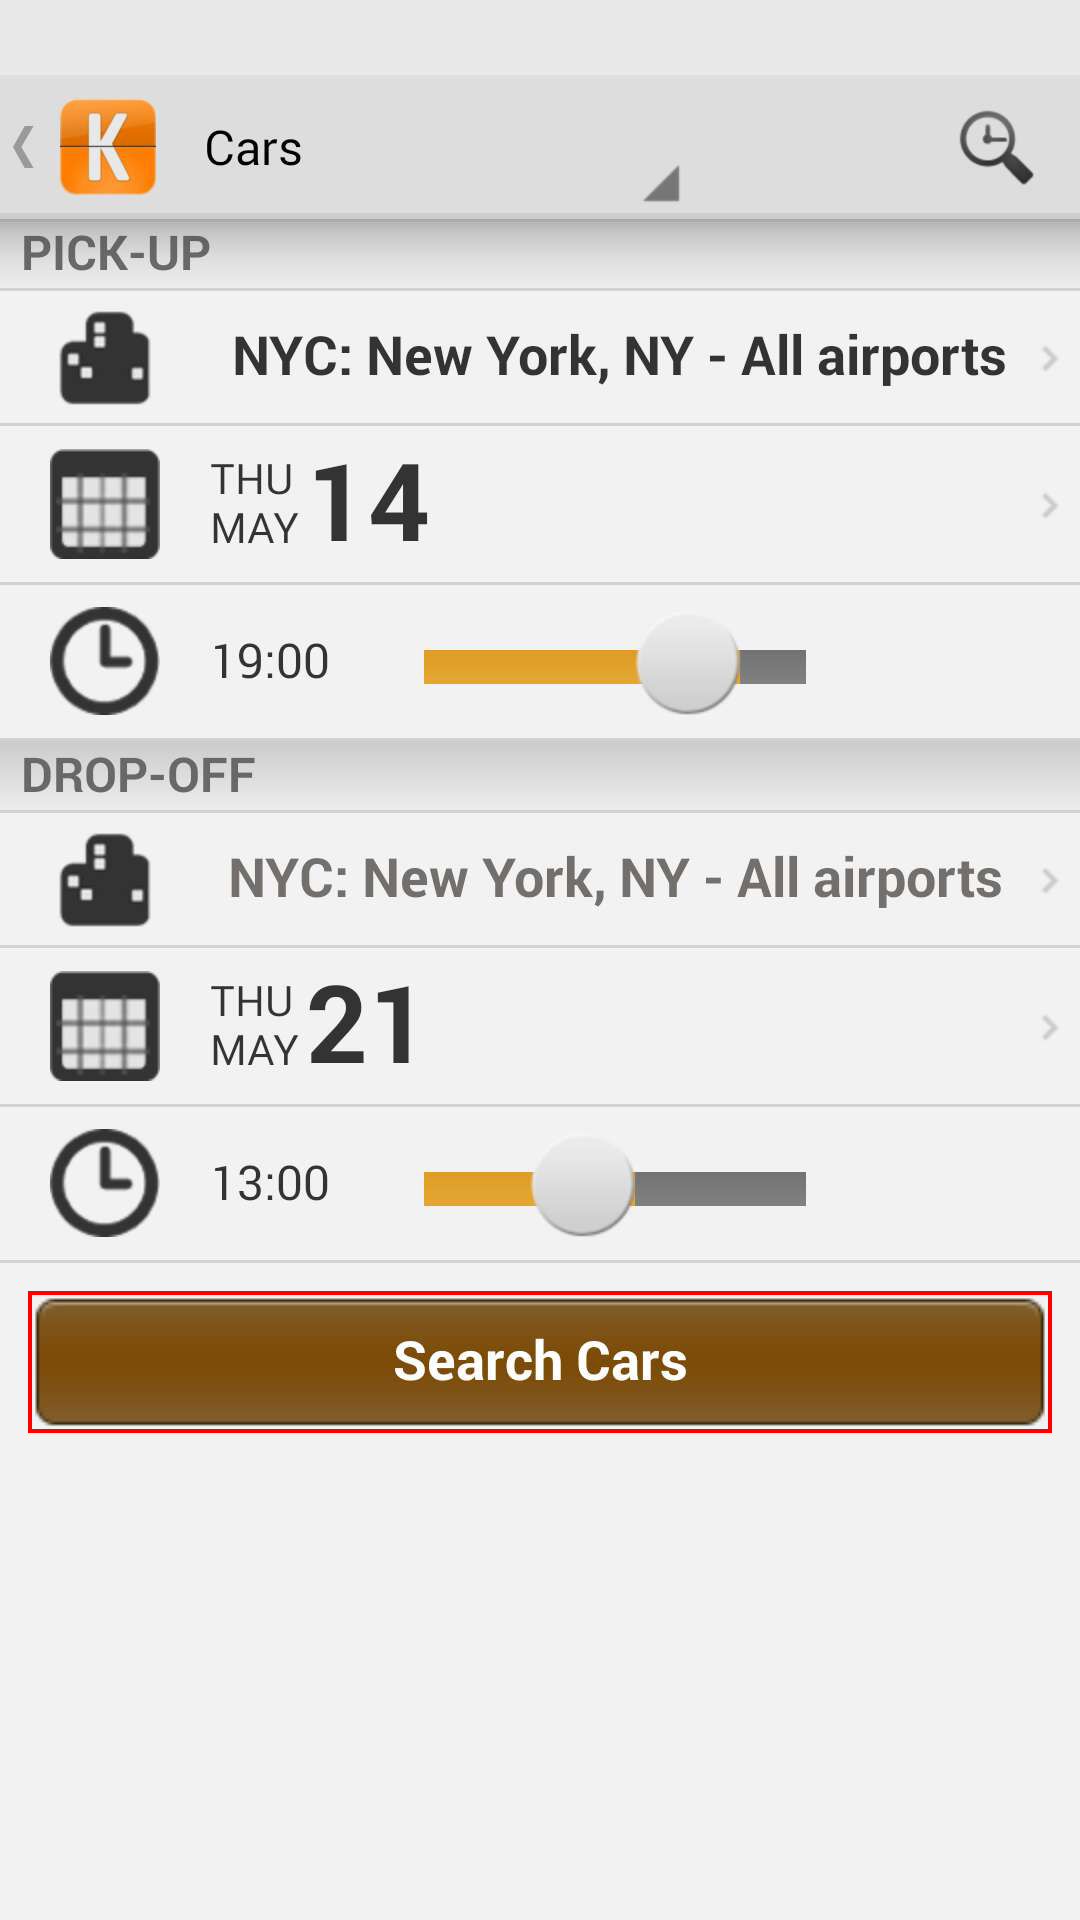 K
Cars
PICK-UP
NYC: New York, NY - All airports
THU
MAY
14
19:00
DROP-OFF
NYC: New York, NY - All airports
THU
MAY
21
13:00
Search Cars